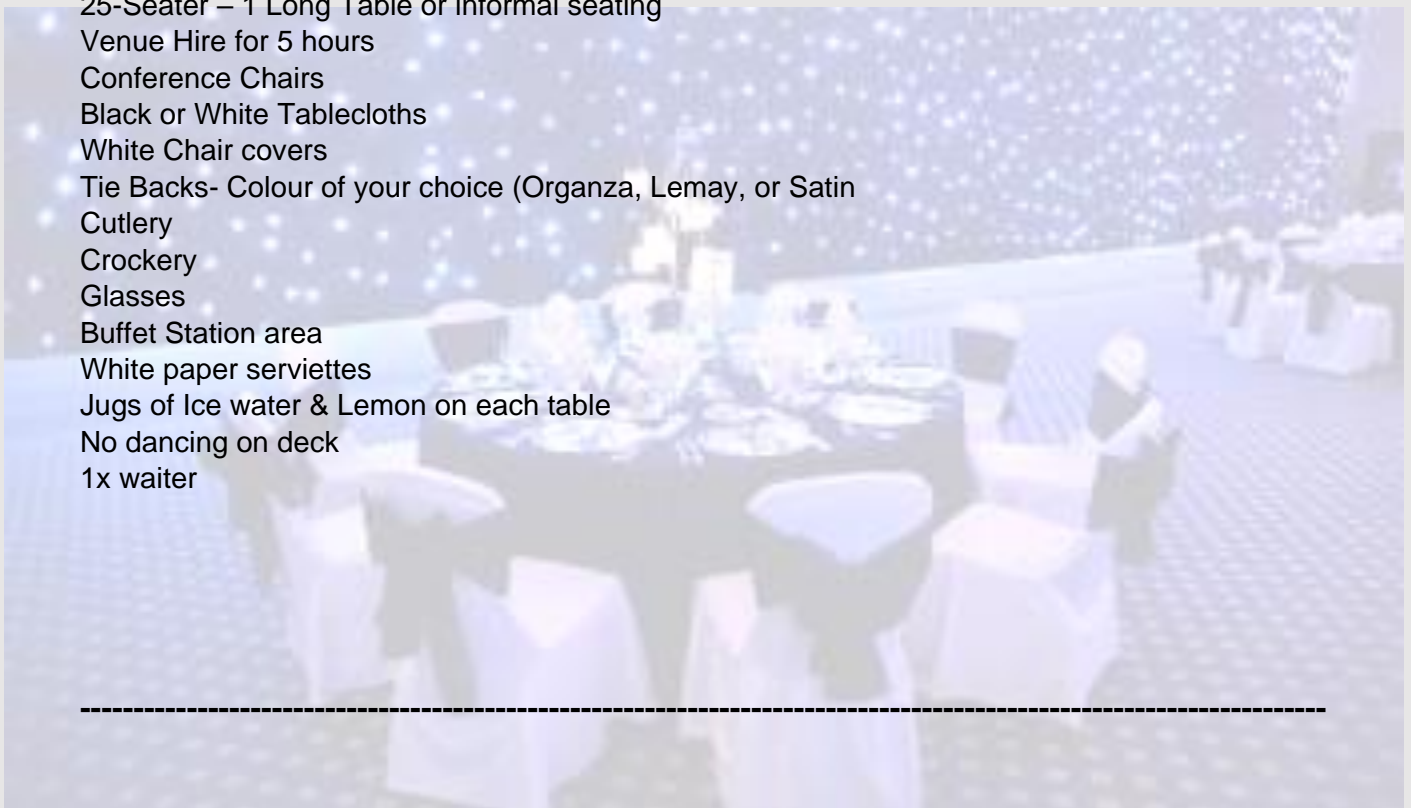 25-Seater – 1 Long Table or informal seating
Venue Hire for 5 hours
Conference Chairs
Black or White Tablecloths
White Chair covers
Tie Backs- Colour of your choice (Organza, Lemay, or Satin
Cutlery
Crockery
Glasses
Buffet Station area
White paper serviettes
Jugs of Ice water & Lemon on each table
No dancing on deck
1x waiter